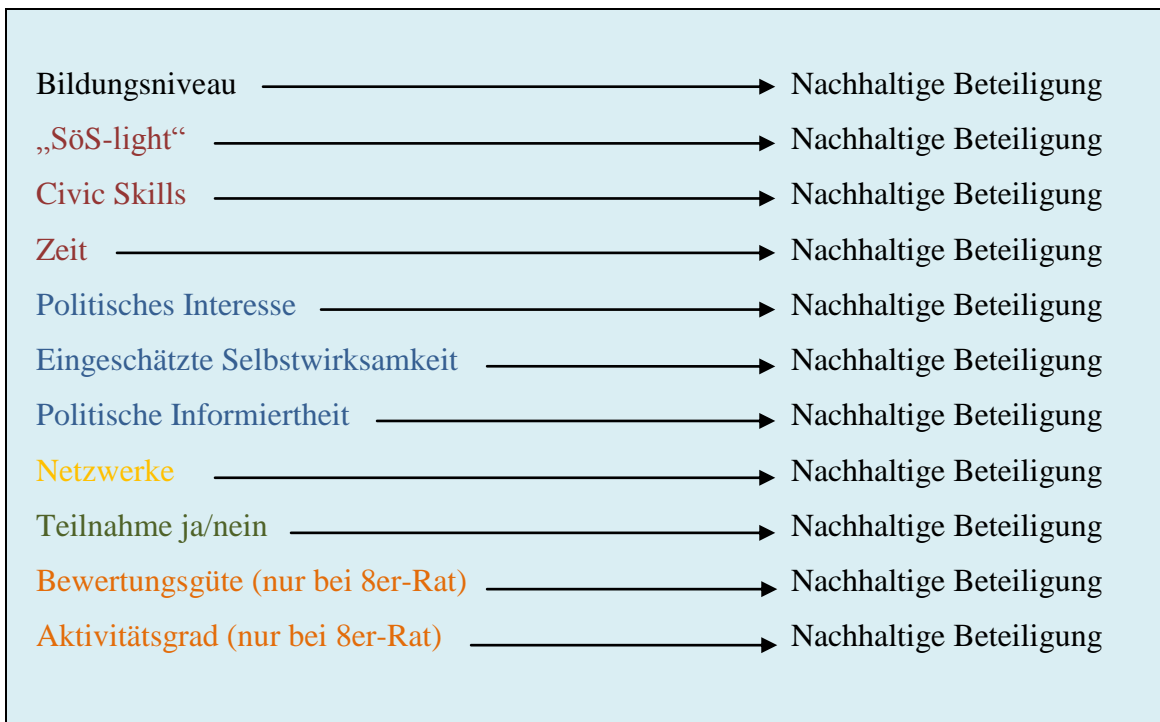 Bildungsniveau Nachhaltige Beteiligung
„SöS-light“ Nachhaltige Beteiligung
Civic Skills Nachhaltige Beteiligung
Zeit Nachhaltige Beteiligung
Politisches Interesse Nachhaltige Beteiligung
Eingeschätzte Selbstwirksamkeit Nachhaltige Beteiligung
Politische Informiertheit Nachhaltige Beteiligung
Netzwerke Nachhaltige Beteiligung
Teilnahme ja/nein Nachhaltige Beteiligung
Bewertungsgüte (nur bei 8er-Rat) Nachhaltige Beteiligung
Aktivitätsgrad (nur bei 8er-Rat) Nachhaltige Beteiligung